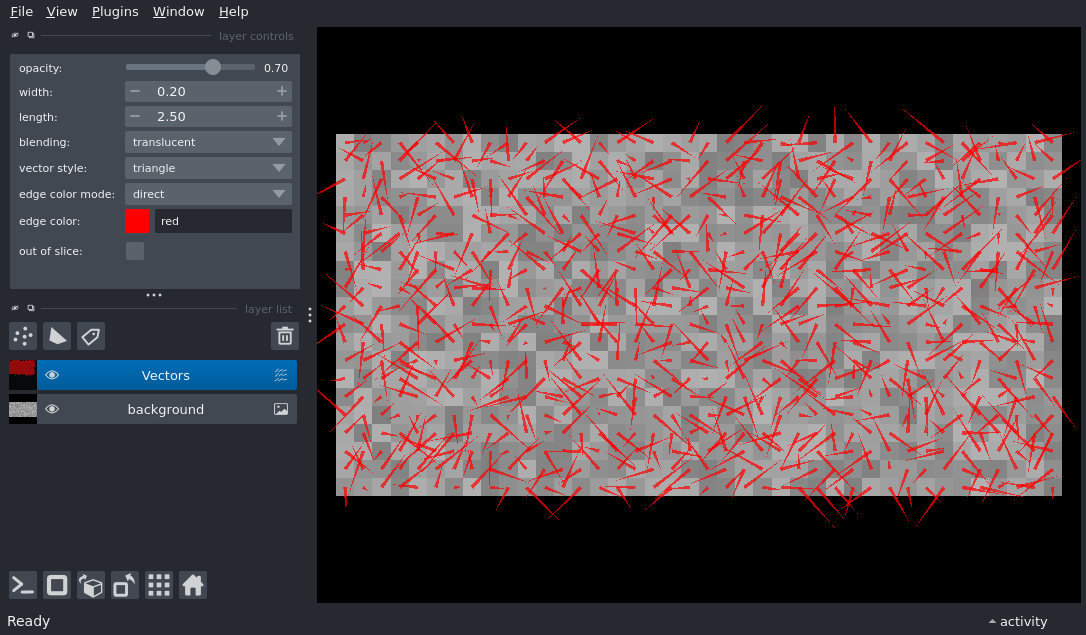 File View Plugins Window Help
layer controls
opacity: 0.70
width: 0.20
length: 2.50
blending: translucent
vector style: triangle
edge color mode: direct
edge color: red
out of slice:
layer list
Vectors
background
Ready
activity